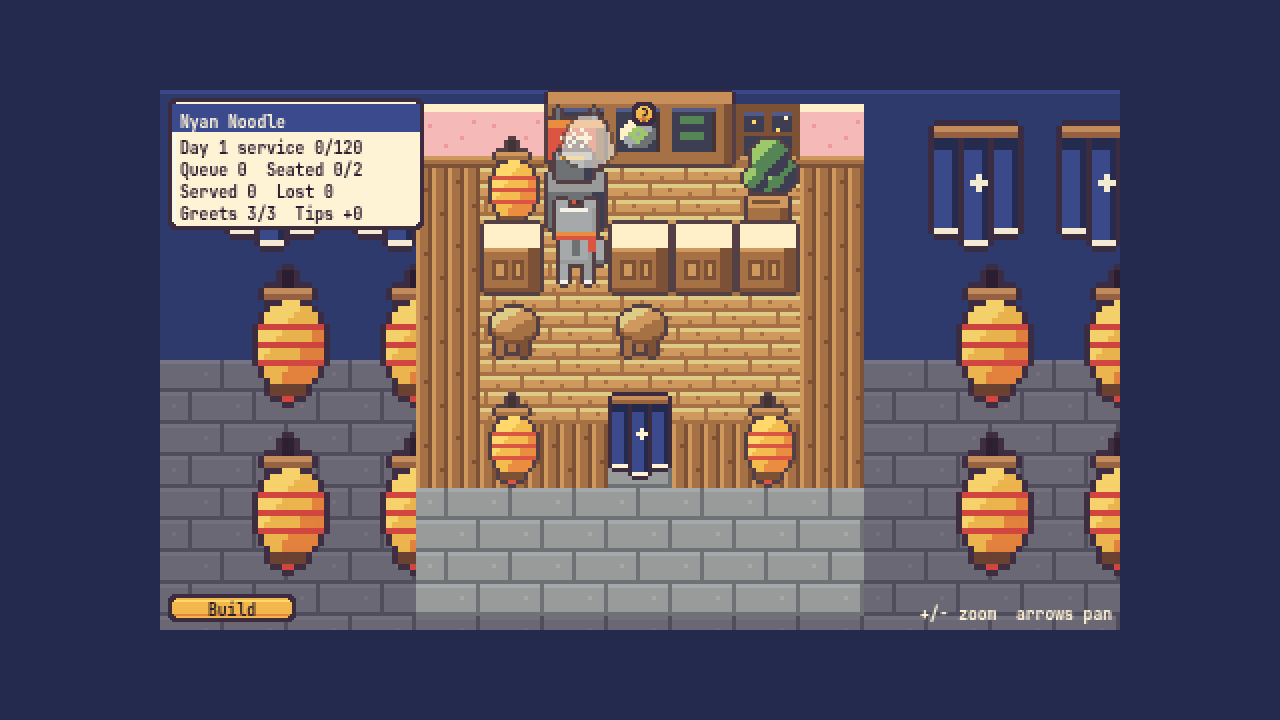 Nyan Noodle
Day 1 service 0/120
Queue 0  Seated 0/2
Served 0  Lost 0
Greets 3/3  Tips +0
Build
+/- zoom  arrows pan